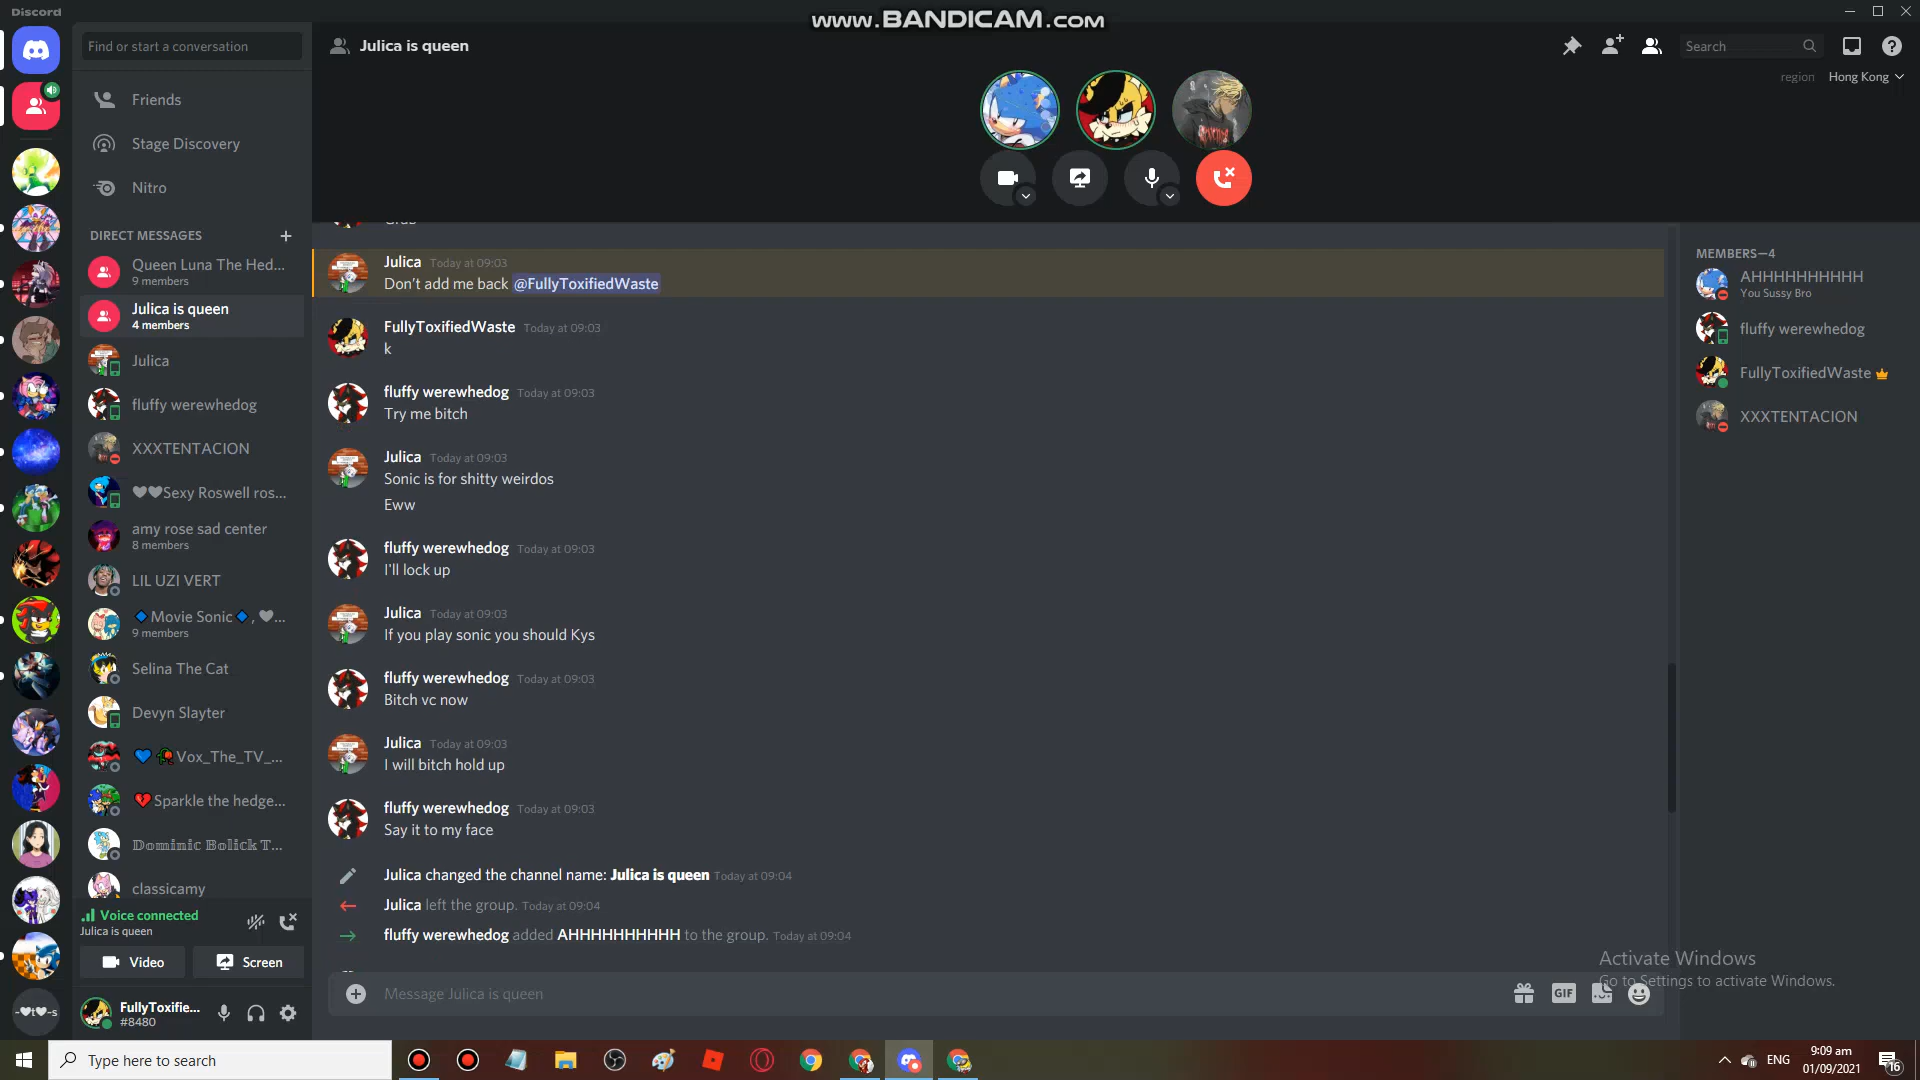 Discord
www.BANDICAM.com
Find or start a conversation
Julica is queen
Search
region Hong Kong
Friends
Stage Discovery
Nitro
DIRECT MESSAGES
Queen Luna The Hed...
9 members
Julica is queen
4 members
Julica
fluffy werewhedog
XXXTENTACION
Sexy Roswell ros...
amy rose sad center
8 members
LIL UZI VERT
🔷Movie Sonic🔷, 🖤...
9 members
Selina The Cat
Devyn Slayter
💙🥀Vox_The_TV_...
💔Sparkle the hedge...
𝔻𝕠𝕞𝕚𝕟𝕚𝕔 𝔹𝕠𝕝𝕚𝕔𝕜 𝕋...
classicamy
Voice connected
Julica is queen
Video
Screen
FullyToxifie...
#8480
Julica Today at 09:03
Don't add me back @FullyToxifiedWaste
FullyToxifiedWaste Today at 09:03
k
fluffy werewhedog Today at 09:03
Try me bitch
Julica Today at 09:03
Sonic is for shitty weirdos
Eww
fluffy werewhedog Today at 09:03
I'll lock up
Julica Today at 09:03
If you play sonic you should Kys
fluffy werewhedog Today at 09:03
Bitch vc now
Julica Today at 09:03
I will bitch hold up
fluffy werewhedog Today at 09:03
Say it to my face
Julica changed the channel name: Julica is queen Today at 09:04
Julica left the group. Today at 09:04
fluffy werewhedog added AHHHHHHHHHH to the group. Today at 09:04
Message Julica is queen
GIF
MEMBERS—4
AHHHHHHHHHH
You Sussy Bro
fluffy werewhedog
FullyToxifiedWaste
XXXTENTACION
Activate Windows
Go to Settings to activate Windows.
Type here to search
ENG
9:09 am
01/09/2021
16